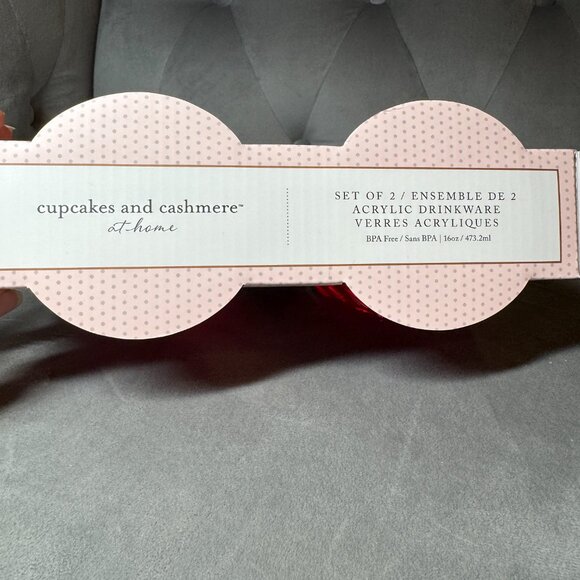 cupcakes and cashmere™
at home
SET OF 2 / ENSEMBLE DE 2
ACRYLIC DRINKWARE
VERRES ACRYLIQUES
BPA Free / Sans BPA | 16oz / 473.2ml